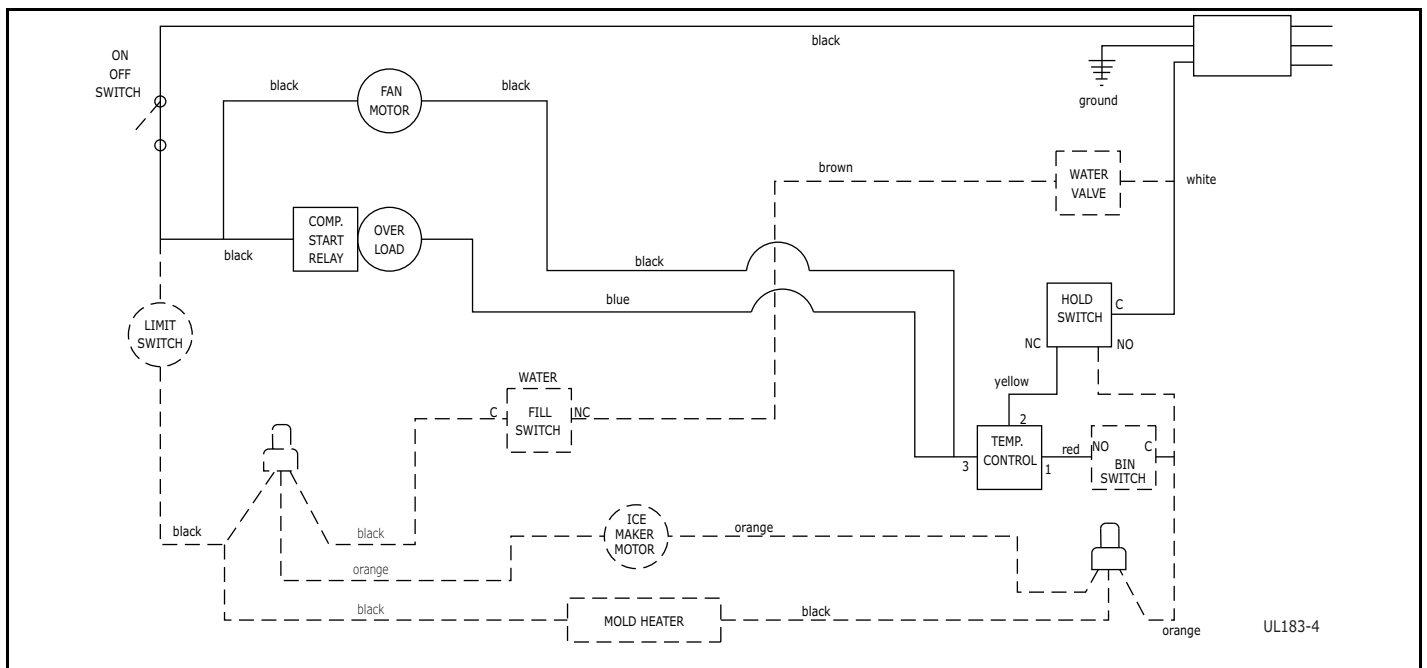 black
ON
OFF
SWITCH
black
FAN
MOTOR
black
ground
brown
WATER
VALVE
white
COMP.
START
RELAY
OVER
LOAD
black
black
blue
HOLD
SWITCH
C
NC
NO
LIMIT
SWITCH
WATER
C
FILL
SWITCH
NC
yellow
2
TEMP.
CONTROL
3
1
red
NO
C
BIN
SWITCH
black
black
orange
ICE
MAKER
MOTOR
orange
black
MOLD HEATER
black
orange
UL183-4